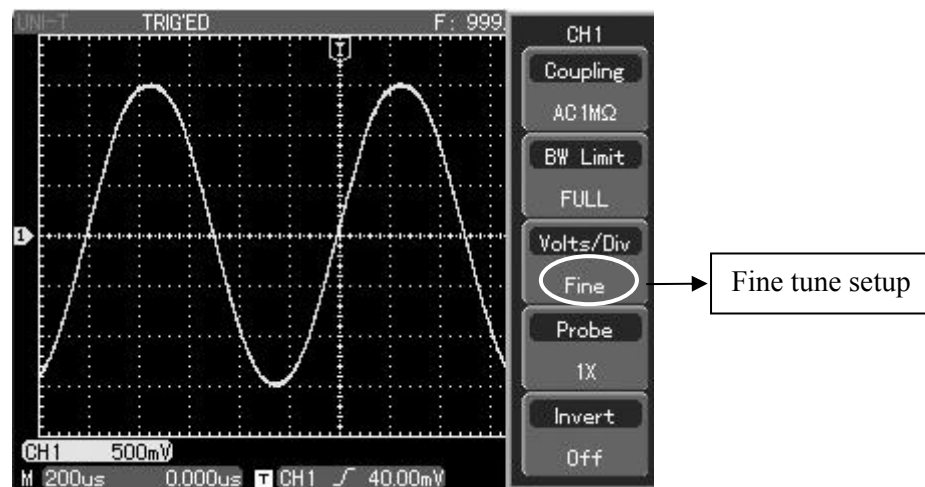 UNI-T TRIG'ED F: 999.
T
CH1
Coupling
AC1MΩ
BW Limit
FULL
Volts/Div
Fine
Fine tune setup
Probe
1X
Invert
Off
1
CH1 500mV
M 200us 0.000us T CH1 40.00mV